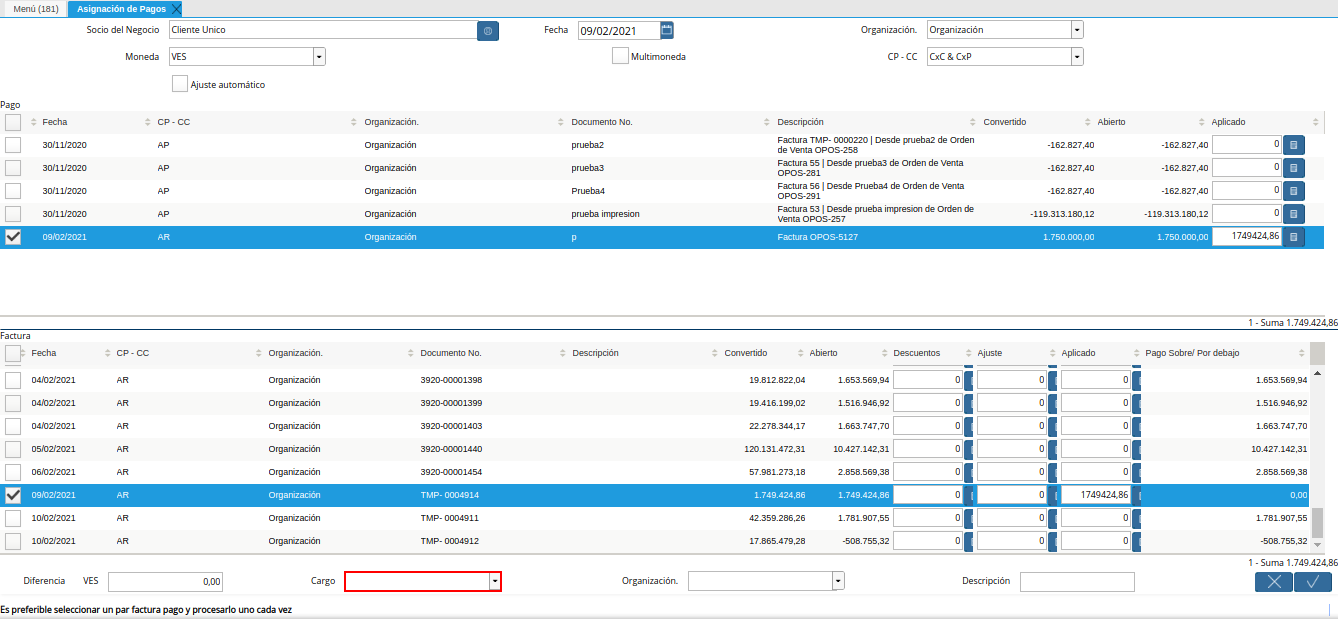 Menú (181) Asignación de Pagos
Socio del Negocio Cliente Unico Fecha 09/02/2021 Organización. Organización
Moneda VES Multimoneda CP - CC CxC & CxP
Ajuste automático
Pago
Fecha CP - CC Organización. Documento No. Descripción Convertido Abierto Aplicado
30/11/2020 AP Organización prueba2 Factura TMP- 0000220 | Desde prueba2 de Orden de Venta OPOS-258 -162.827,40 -162.827,40 0
30/11/2020 AP Organización prueba3 Factura 55 | Desde prueba3 de Orden de Venta OPOS-281 -162.827,40 -162.827,40 0
30/11/2020 AP Organización Prueba4 Factura 56 | Desde Prueba4 de Orden de Venta OPOS-291 -162.827,40 -162.827,40 0
30/11/2020 AP Organización prueba impresion Factura 53 | Desde prueba impresion de Orden de Venta OPOS-257 -119.313.180,12 -119.313.180,12 0
09/02/2021 AR Organización p Factura OPOS-5127 1.750.000,00 1.750.000,00 1749424,86
1 - Suma 1.749.424,86
Factura
Fecha CP - CC Organización. Documento No. Descripción Convertido Abierto Descuentos Ajuste Aplicado Pago Sobre/ Por debajo
04/02/2021 AR Organización 3920-00001398 19.812.822,04 1.653.569,94 0 0 0 1.653.569,94
04/02/2021 AR Organización 3920-00001399 19.416.199,02 1.516.946,92 0 0 0 1.516.946,92
04/02/2021 AR Organización 3920-00001403 22.278.344,17 1.663.747,70 0 0 0 1.663.747,70
05/02/2021 AR Organización 3920-00001440 120.131.472,31 10.427.142,31 0 0 0 10.427.142,31
06/02/2021 AR Organización 3920-00001454 57.981.273,18 2.858.569,38 0 0 0 2.858.569,38
09/02/2021 AR Organización TMP- 0004914 1.749.424,86 1.749.424,86 0 0 1749424,86 0,00
10/02/2021 AR Organización TMP- 0004911 42.359.286,26 1.781.907,55 0 0 0 1.781.907,55
10/02/2021 AR Organización TMP- 0004912 17.865.479,28 -508.755,32 0 0 0 -508.755,32
1 - Suma 1.749.424,86
Diferencia VES 0,00 Cargo Organización. Descripción
Es preferible seleccionar un par factura pago y procesarlo uno cada vez